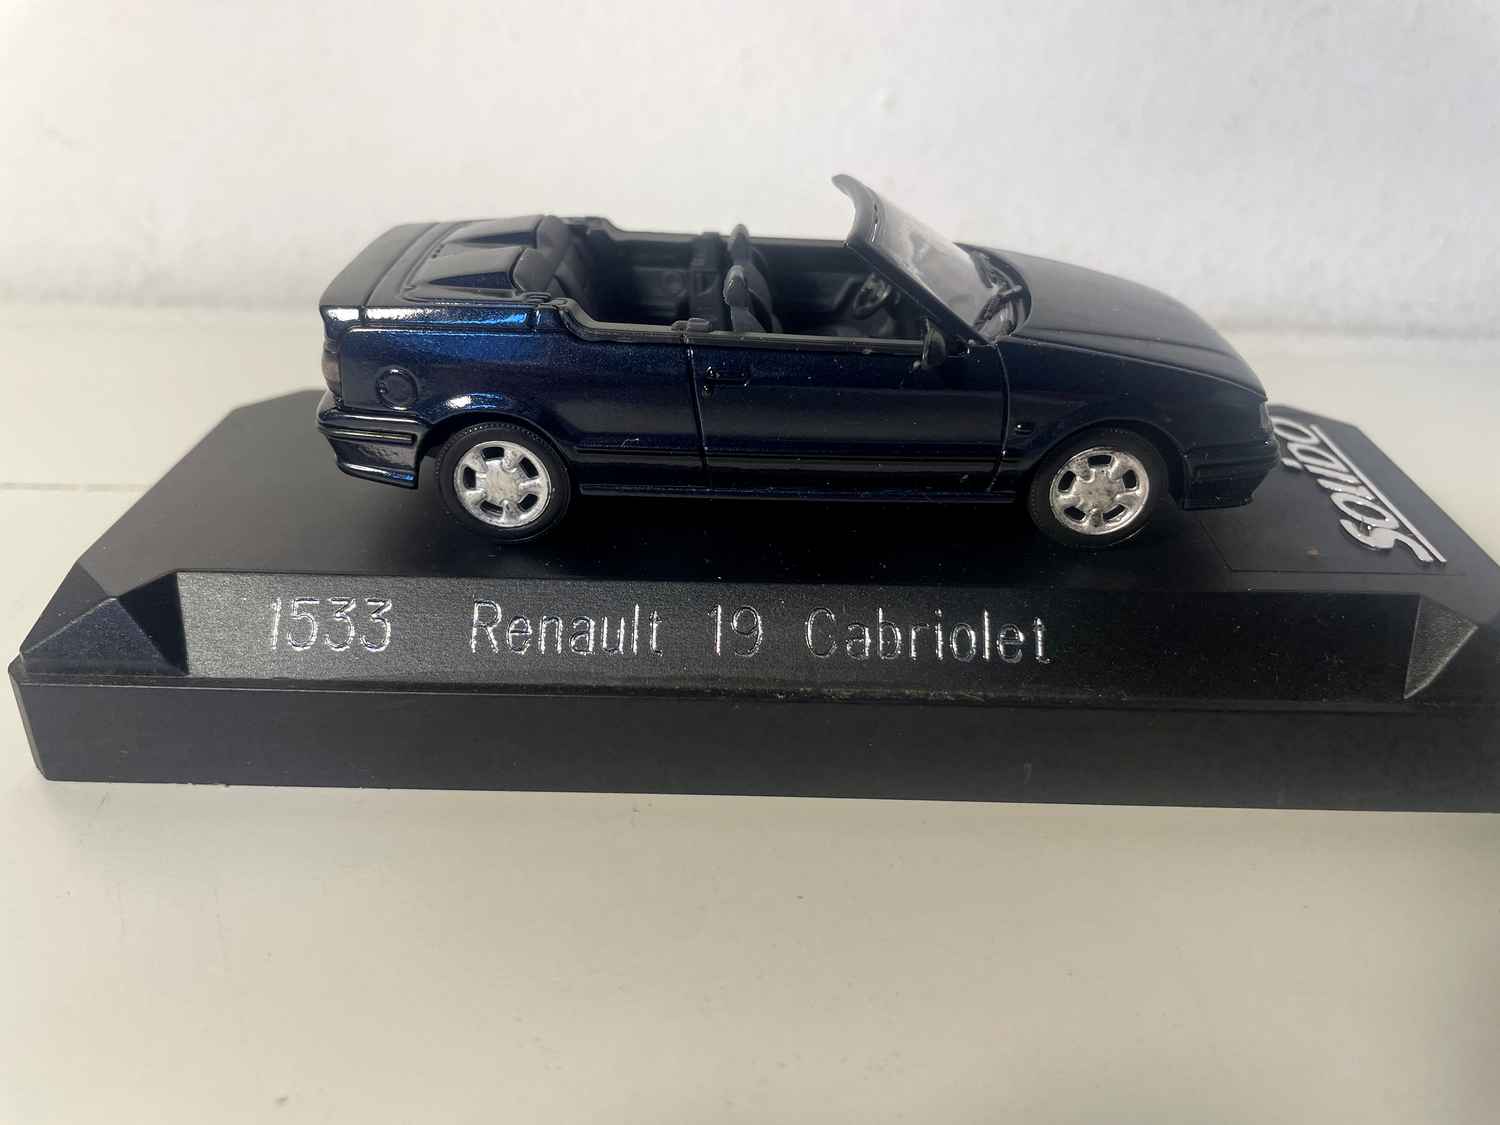 solido
1533 Renault 19 Cabriolet